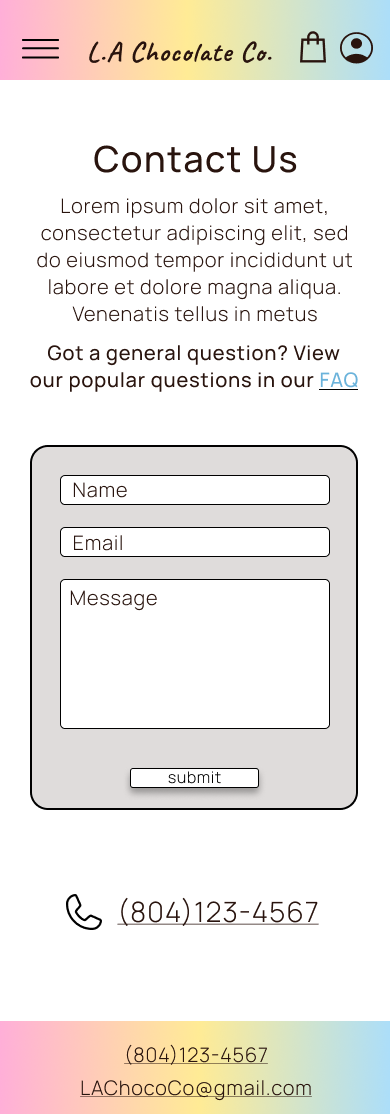 L.A Chocolate Co.
Contact Us
Lorem ipsum dolor sit amet,
consectetur adipiscing elit, sed
do eiusmod tempor incididunt ut
labore et dolore magna aliqua.
Venenatis tellus in metus
Got a general question? View
our popular questions in our FAQ
Name
Email
Message
submit
(804)123-4567
(804)123-4567
LAChocoCo@gmail.com